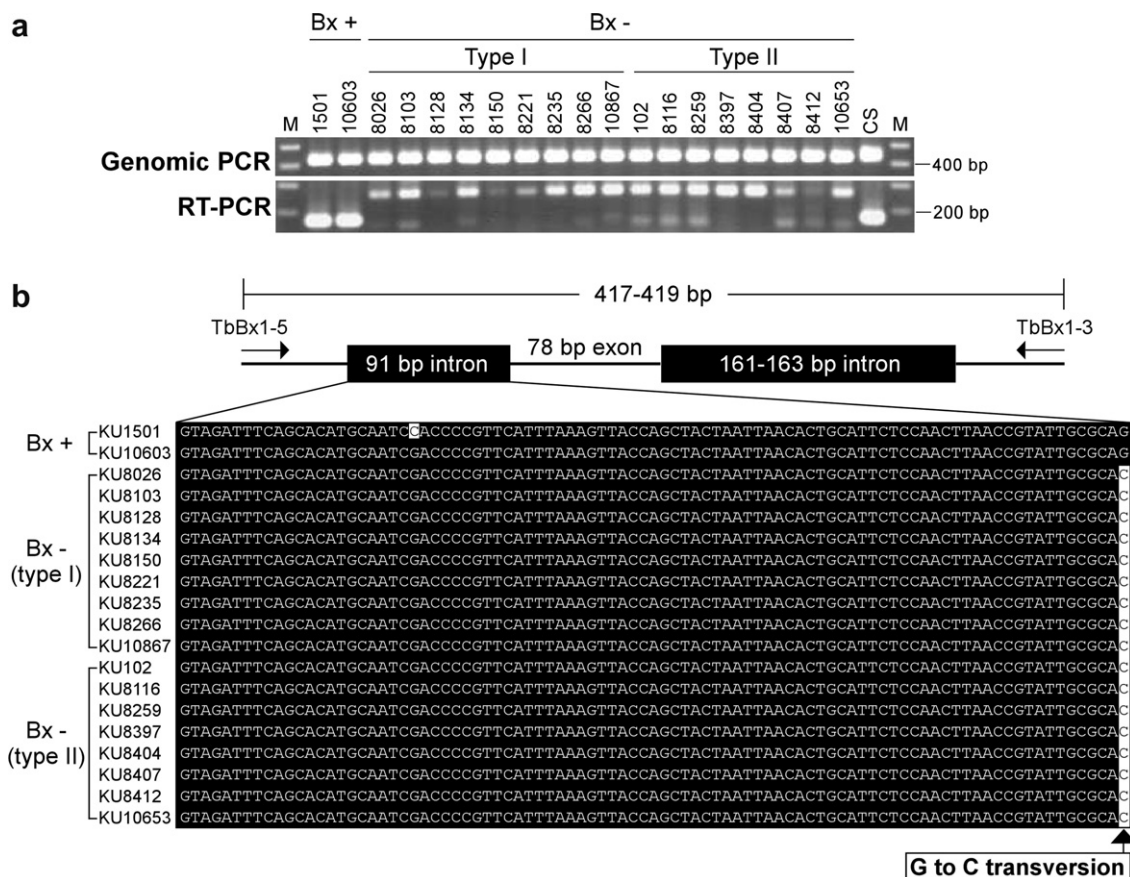 a
Bx +
Bx -
Type I
Type II
M
1501
10603
8026
8103
8128
8134
8150
8221
8235
8266
10867
102
8116
8259
8397
8404
8407
8412
10653
CS
M
Genomic PCR
400 bp
RT-PCR
200 bp
b
417-419 bp
TbBx1-5
TbBx1-3
91 bp intron
78 bp exon
161-163 bp intron
Bx +
KU1501 GTAGATTTCAGCACATGCAATCCACCCCGTTCATTTAAAGTTACCAGCTACTAATTAACACTGCATTCTCCAACTTAACCGTATTGCGCAG
KU10603 GTAGATTTCAGCACATGCAATCGACCCCGTTCATTTAAAGTTACCAGCTACTAATTAACACTGCATTCTCCAACTTAACCGTATTGCGCAG
Bx -
(type I)
KU8026 GTAGATTTCAGCACATGCAATCGACCCCGTTCATTTAAAGTTACCAGCTACTAATTAACACTGCATTCTCCAACTTAACCGTATTGCGCAC
KU8103 GTAGATTTCAGCACATGCAATCGACCCCGTTCATTTAAAGTTACCAGCTACTAATTAACACTGCATTCTCCAACTTAACCGTATTGCGCAC
KU8128 GTAGATTTCAGCACATGCAATCGACCCCGTTCATTTAAAGTTACCAGCTACTAATTAACACTGCATTCTCCAACTTAACCGTATTGCGCAC
KU8134 GTAGATTTCAGCACATGCAATCGACCCCGTTCATTTAAAGTTACCAGCTACTAATTAACACTGCATTCTCCAACTTAACCGTATTGCGCAC
KU8150 GTAGATTTCAGCACATGCAATCGACCCCGTTCATTTAAAGTTACCAGCTACTAATTAACACTGCATTCTCCAACTTAACCGTATTGCGCAC
KU8221 GTAGATTTCAGCACATGCAATCGACCCCGTTCATTTAAAGTTACCAGCTACTAATTAACACTGCATTCTCCAACTTAACCGTATTGCGCAC
KU8235 GTAGATTTCAGCACATGCAATCGACCCCGTTCATTTAAAGTTACCAGCTACTAATTAACACTGCATTCTCCAACTTAACCGTATTGCGCAC
KU8266 GTAGATTTCAGCACATGCAATCGACCCCGTTCATTTAAAGTTACCAGCTACTAATTAACACTGCATTCTCCAACTTAACCGTATTGCGCAC
KU10867 GTAGATTTCAGCACATGCAATCGACCCCGTTCATTTAAAGTTACCAGCTACTAATTAACACTGCATTCTCCAACTTAACCGTATTGCGCAC
Bx -
(type II)
KU102 GTAGATTTCAGCACATGCAATCGACCCCGTTCATTTAAAGTTACCAGCTACTAATTAACACTGCATTCTCCAACTTAACCGTATTGCGCAC
KU8116 GTAGATTTCAGCACATGCAATCGACCCCGTTCATTTAAAGTTACCAGCTACTAATTAACACTGCATTCTCCAACTTAACCGTATTGCGCAC
KU8259 GTAGATTTCAGCACATGCAATCGACCCCGTTCATTTAAAGTTACCAGCTACTAATTAACACTGCATTCTCCAACTTAACCGTATTGCGCAC
KU8397 GTAGATTTCAGCACATGCAATCGACCCCGTTCATTTAAAGTTACCAGCTACTAATTAACACTGCATTCTCCAACTTAACCGTATTGCGCAC
KU8404 GTAGATTTCAGCACATGCAATCGACCCCGTTCATTTAAAGTTACCAGCTACTAATTAACACTGCATTCTCCAACTTAACCGTATTGCGCAC
KU8407 GTAGATTTCAGCACATGCAATCGACCCCGTTCATTTAAAGTTACCAGCTACTAATTAACACTGCATTCTCCAACTTAACCGTATTGCGCAC
KU8412 GTAGATTTCAGCACATGCAATCGACCCCGTTCATTTAAAGTTACCAGCTACTAATTAACACTGCATTCTCCAACTTAACCGTATTGCGCAC
KU10653 GTAGATTTCAGCACATGCAATCGACCCCGTTCATTTAAAGTTACCAGCTACTAATTAACACTGCATTCTCCAACTTAACCGTATTGCGCAC
G to C transversion